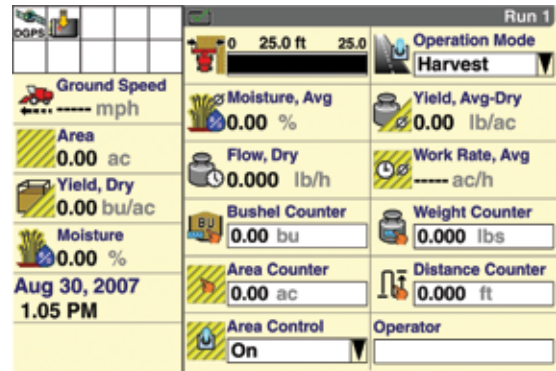 DGPS
Ground Speed
----- mph
Area
0.00 ac
Yield, Dry
0.00 bu/ac
Moisture
0.00 %
Aug 30, 2007
1.05 PM
Run 1
0 25.0 ft 25.0
Operation Mode
Harvest
Moisture, Avg
0.00 %
Yield, Avg-Dry
0.00 lb/ac
Flow, Dry
0.000 lb/h
Work Rate, Avg
----- ac/h
BU
Bushel Counter
0.00 bu
Weight Counter
0.000 lbs
Area Counter
0.00 ac
Distance Counter
0.000 ft
Area Control
On
Operator